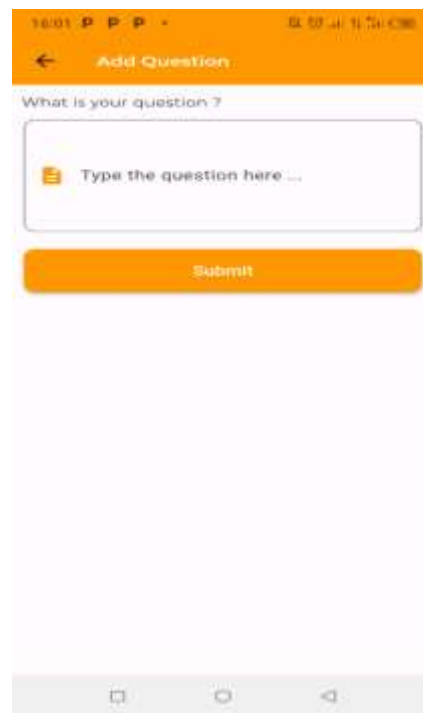 16:01 P P P
Add Question
What is your question ?
Type the question here ...
Submit